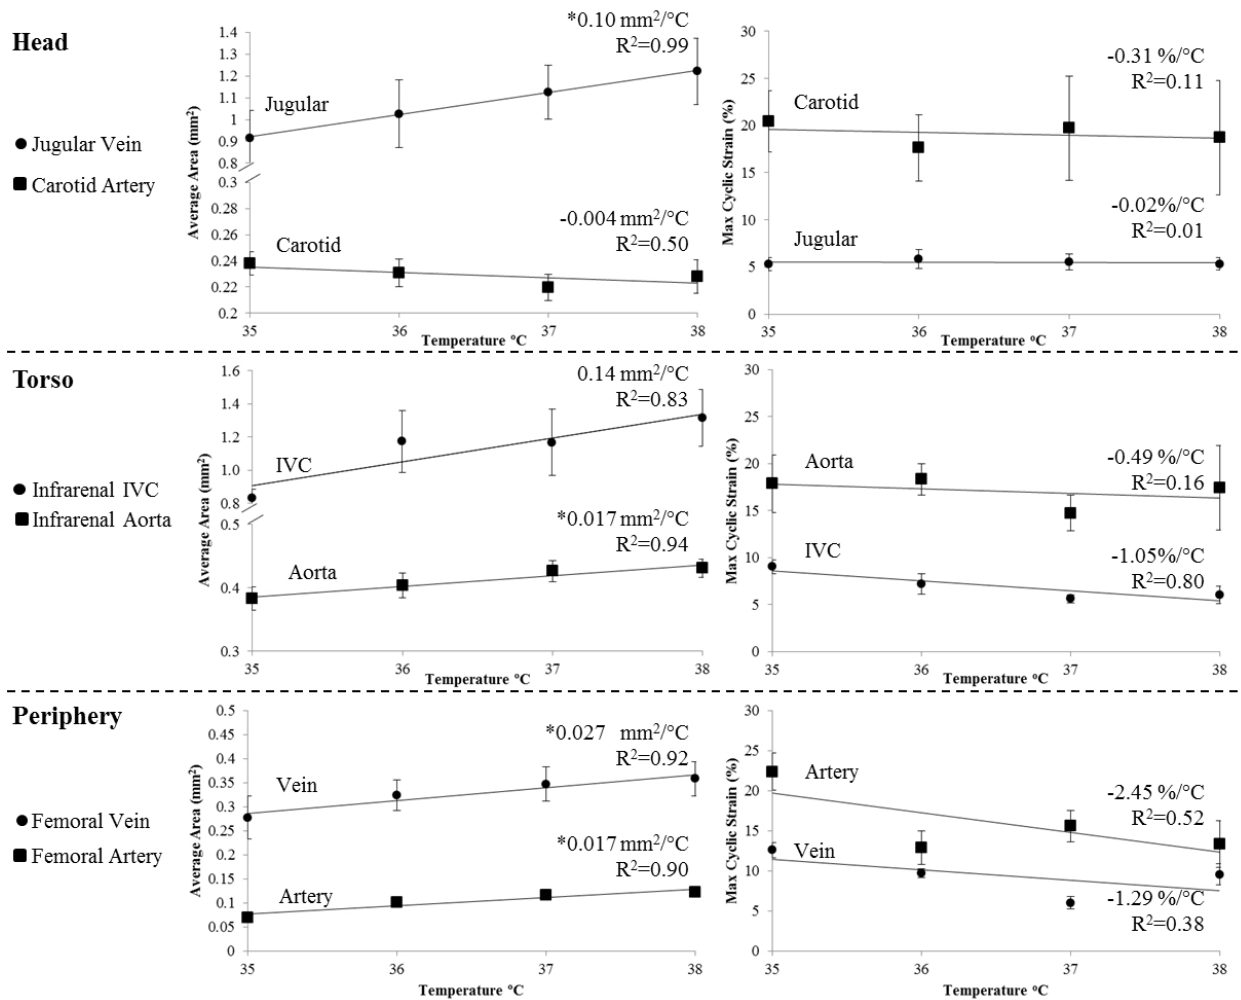 Head
Jugular Vein
Carotid Artery
Average Area (mm²)
1.4
1.3
1.2
1.1
1
0.9
0.8
0.3
0.28
0.26
0.24
0.22
0.2
35
36
37
38
Temperature °C
Jugular
Carotid
*0.10 mm²/°C
R²=0.99
-0.004 mm²/°C
R²=0.50
Max Cyclic Strain (%)
30
25
20
15
10
5
0
35
36
37
38
Temperature °C
Carotid
Jugular
-0.31 %/°C
R²=0.11
-0.02%/°C
R²=0.01
Torso
Infrarenal IVC
Infrarenal Aorta
Average Area (mm²)
1.6
1.4
1.2
1.0
0.8
0.5
0.4
0.3
35
36
37
38
Temperature °C
IVC
Aorta
0.14 mm²/°C
R²=0.83
*0.017 mm²/°C
R²=0.94
Max Cyclic Strain (%)
30
25
20
15
10
5
0
35
36
37
38
Temperature °C
Aorta
IVC
-0.49 %/°C
R²=0.16
-1.05%/°C
R²=0.80
Periphery
Femoral Vein
Femoral Artery
Average Area (mm²)
0.5
0.45
0.4
0.35
0.3
0.25
0.2
0.15
0.1
0.05
0
35
36
37
38
Temperature °C
Vein
Artery
*0.027 mm²/°C
R²=0.92
*0.017 mm²/°C
R²=0.90
Max Cyclic Strain (%)
30
25
20
15
10
5
0
35
36
37
38
Temperature °C
Artery
Vein
-2.45 %/°C
R²=0.52
-1.29 %/°C
R²=0.38